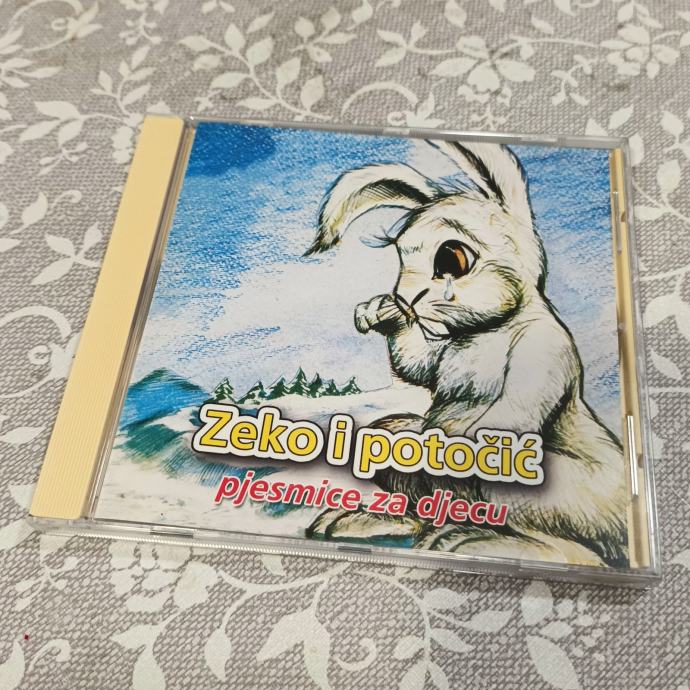 Zeko i potočić
pjesmice za djecu